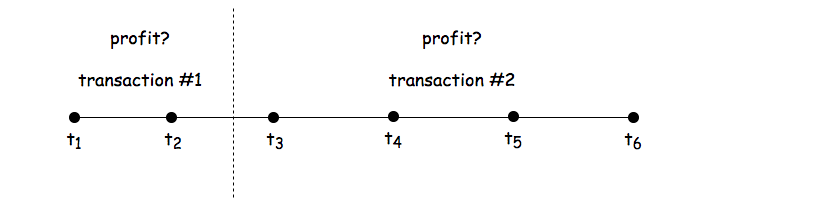 profit? profit?
transaction #1 transaction #2
t1 t2 t3 t4 t5 t6